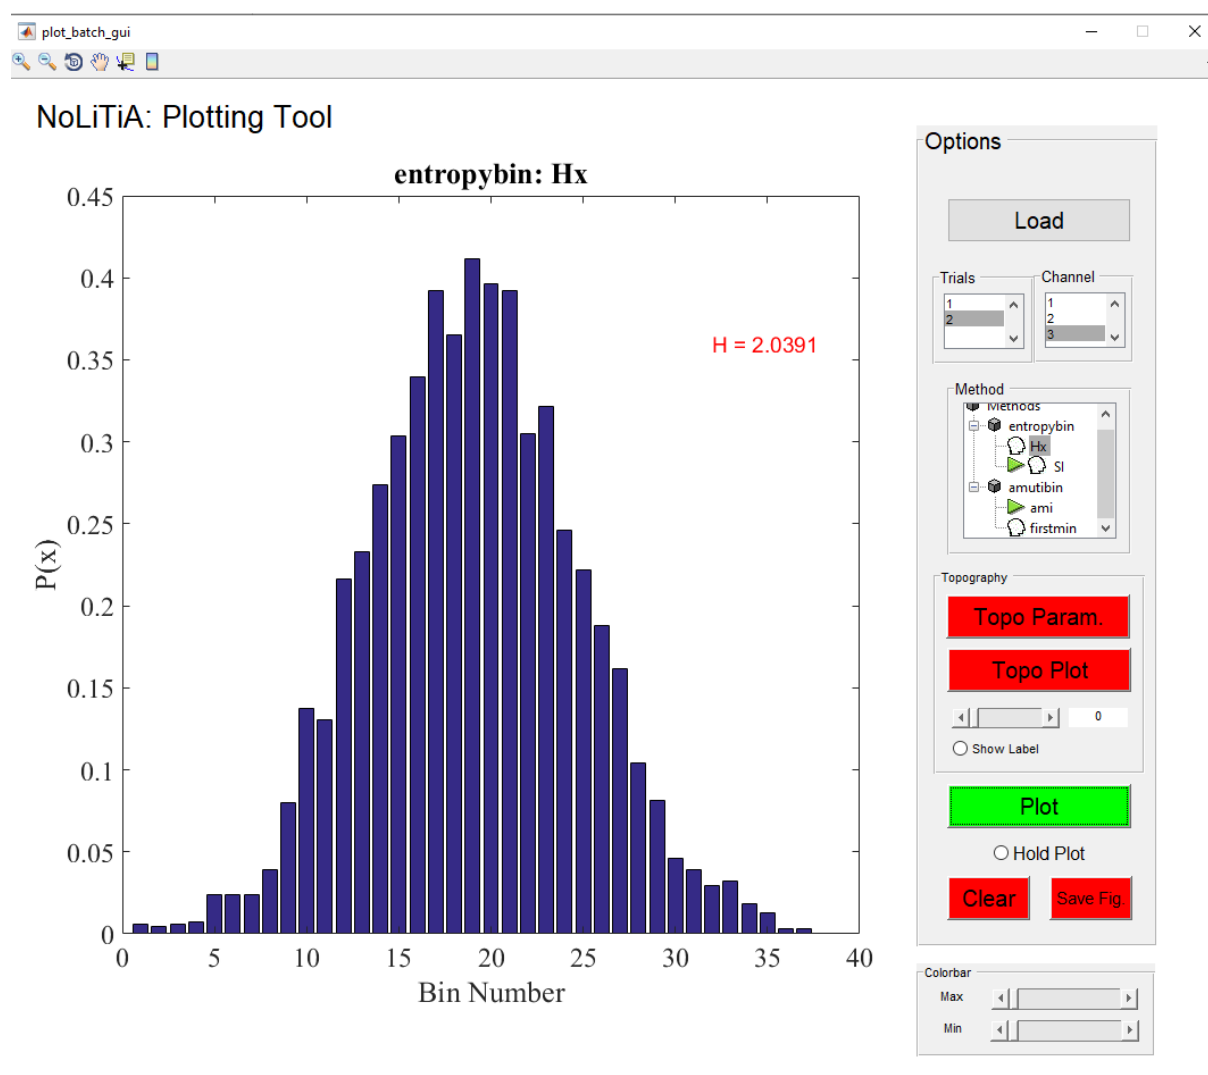 plot_batch_gui
NoLiTiA: Plotting Tool
entropybin: Hx
0.45
0.4
0.35
0.3
0.25
0.2
0.15
0.1
0.05
0
P(x)
H = 2.0391
0 5 10 15 20 25 30 35 40
Bin Number
Options
Load
Trials
1
2
Channel
1
2
3
Method
Methods
entropybin
Hx
SI
amutibin
ami
firstmin
Topography
Topo Param.
Topo Plot
0
Show Label
Plot
Hold Plot
Clear
Save Fig.
Colorbar
Max
Min